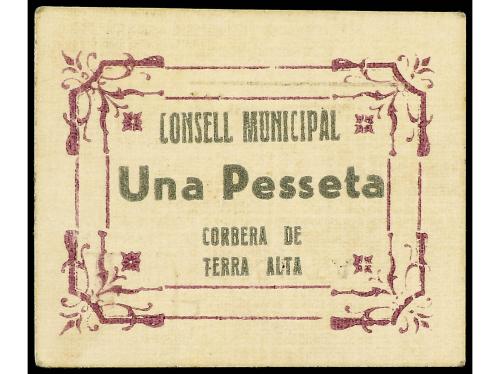 CONSELL MUNICIPAL
Una Pesseta
CORBERA DE
TERRA ALTA